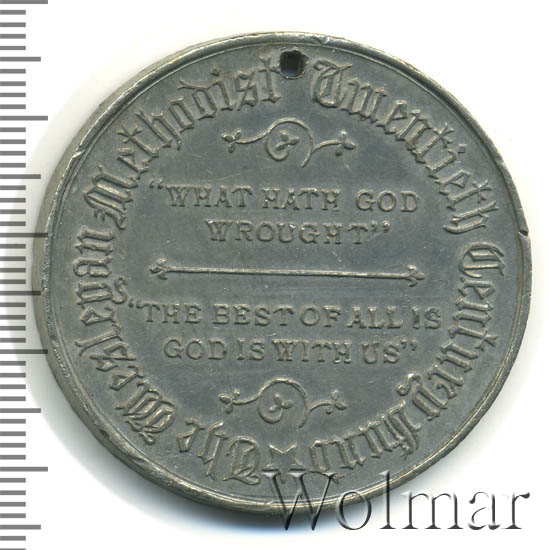 The Wesleyan Methodist Twentieth Century Fund
"WHAT HATH GOD
WROUGHT"
"THE BEST OF ALL IS
GOD IS WITH US"
Wolmar